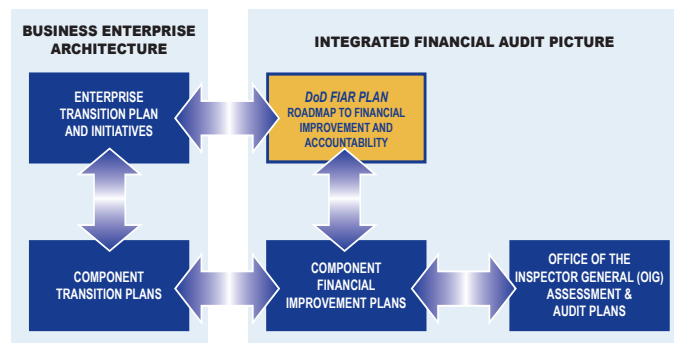 BUSINESS ENTERPRISE
ARCHITECTURE
INTEGRATED FINANCIAL AUDIT PICTURE
ENTERPRISE
TRANSITION PLAN
AND INITIATIVES
DoD FIAR PLAN
ROADMAP TO FINANCIAL
IMPROVEMENT AND
ACCOUNTABILITY
COMPONENT
TRANSITION PLANS
COMPONENT
FINANCIAL
IMPROVEMENT PLANS
OFFICE OF THE
INSPECTOR GENERAL (OIG)
ASSESSMENT &
AUDIT PLANS